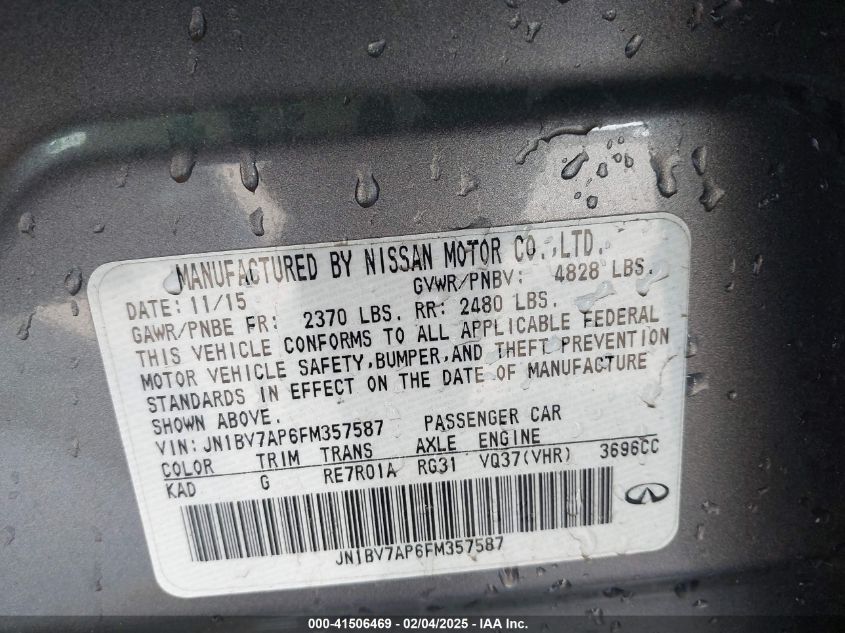 MANUFACTURED BY NISSAN MOTOR CO.,LTD.
DATE: 11/15 GVWR/PNBV: 4828 LBS.
GAWR/PNBE FR: 2370 LBS. RR: 2480 LBS.
THIS VEHICLE CONFORMS TO ALL APPLICABLE FEDERAL
MOTOR VEHICLE SAFETY,BUMPER,AND THEFT PREVENTION
STANDARDS IN EFFECT ON THE DATE OF MANUFACTURE
SHOWN ABOVE.
VIN: JN1BV7AP6FM357587 PASSENGER CAR
COLOR TRIM TRANS AXLE ENGINE
KAD G RE7R01A RG31 VQ37(VHR) 3696CC
JN1BV7AP6FM357587
000-41506469 - 02/04/2025 - IAA Inc.